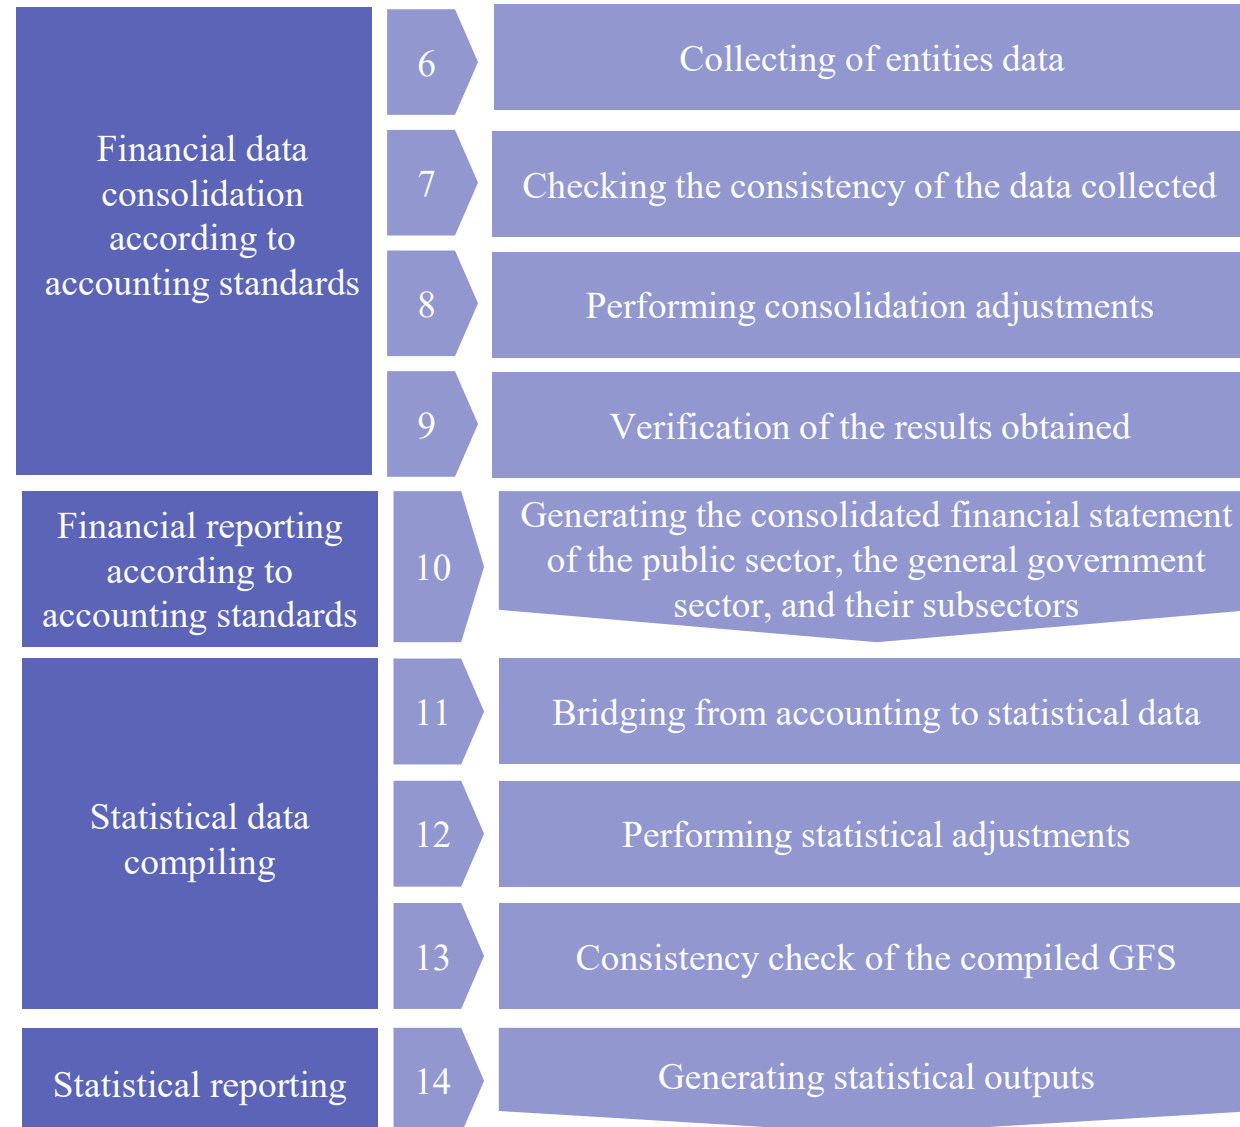 Financial data
consolidation
according to
accounting standards
6
Collecting of entities data
7
Checking the consistency of the data collected
8
Performing consolidation adjustments
9
Verification of the results obtained
Financial reporting
according to
accounting standards
10
Generating the consolidated financial statement
of the public sector, the general government
sector, and their subsectors
Statistical data
compiling
11
Bridging from accounting to statistical data
12
Performing statistical adjustments
13
Consistency check of the compiled GFS
Statistical reporting
14
Generating statistical outputs